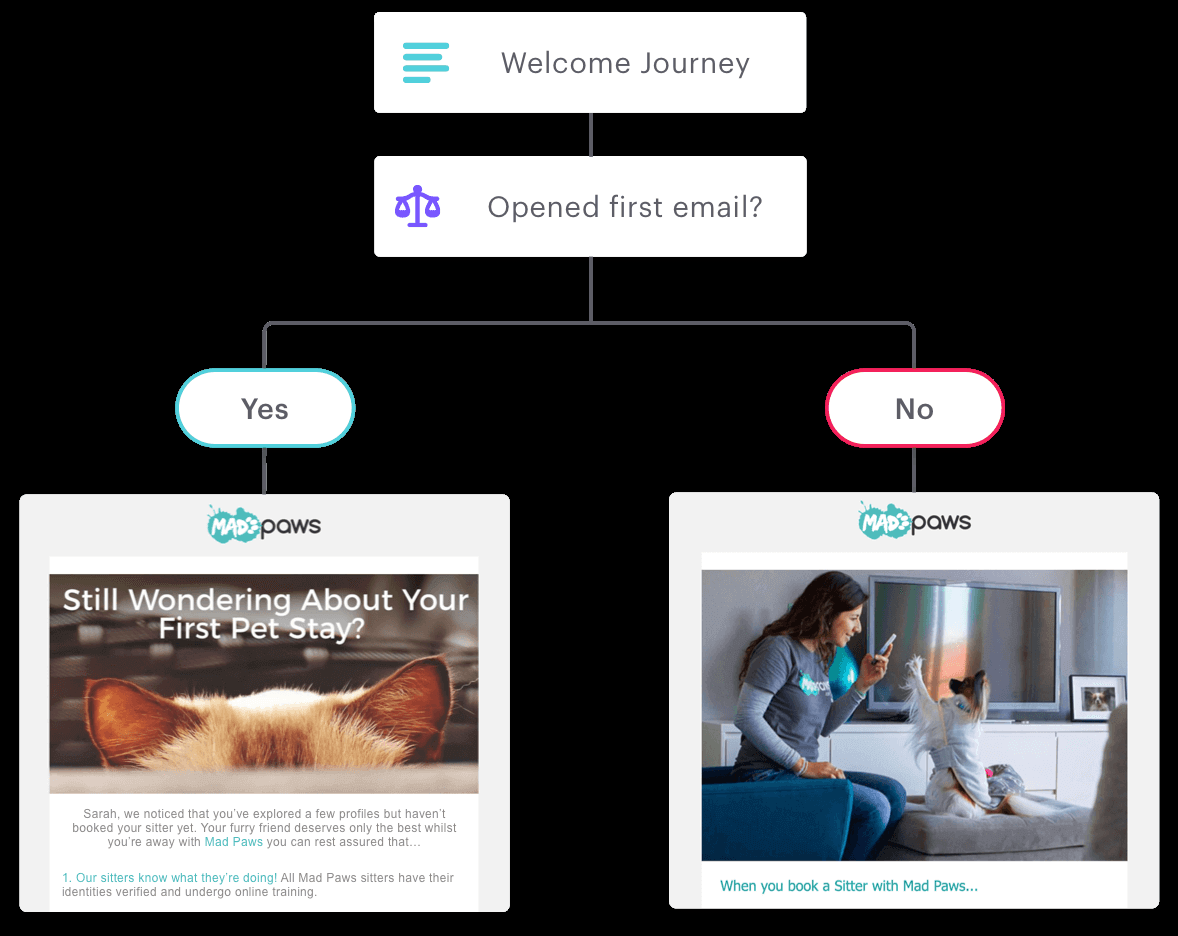 Welcome Journey
Opened first email?
Yes
No
MAD paws
Still Wondering About Your
First Pet Stay?
Sarah, we noticed that you’ve explored a few profiles but haven’t
booked your sitter yet. Your furry friend deserves only the best whilst
you’re away with Mad Paws you can rest assured that…
1. Our sitters know what they’re doing! All Mad Paws sitters have their
identities verified and undergo online training.
MAD paws
When you book a Sitter with Mad Paws...